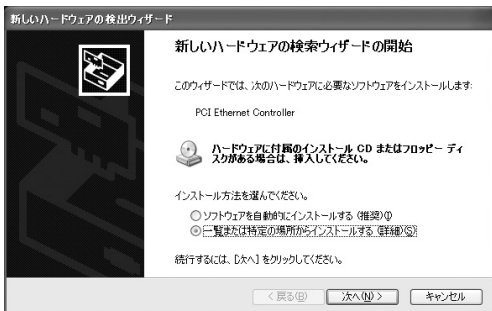 新しいハードウェアの検出ウィザード
新しいハードウェアの検索ウィザードの開始
このウィザードでは、次のハードウェアに必要なソフトウェアをインストールします:
PCI Ethernet Controller
ハードウェアに付属のインストール CD またはフロッピー ディ
スクがある場合は、挿入してください。
インストール方法を選んでください。
ソフトウェアを自動的にインストールする (推奨)(I)
一覧または特定の場所からインストールする (詳細)(S)
続行するには、[次へ] をクリックしてください。
< 戻る(B) 次へ(N) > キャンセル